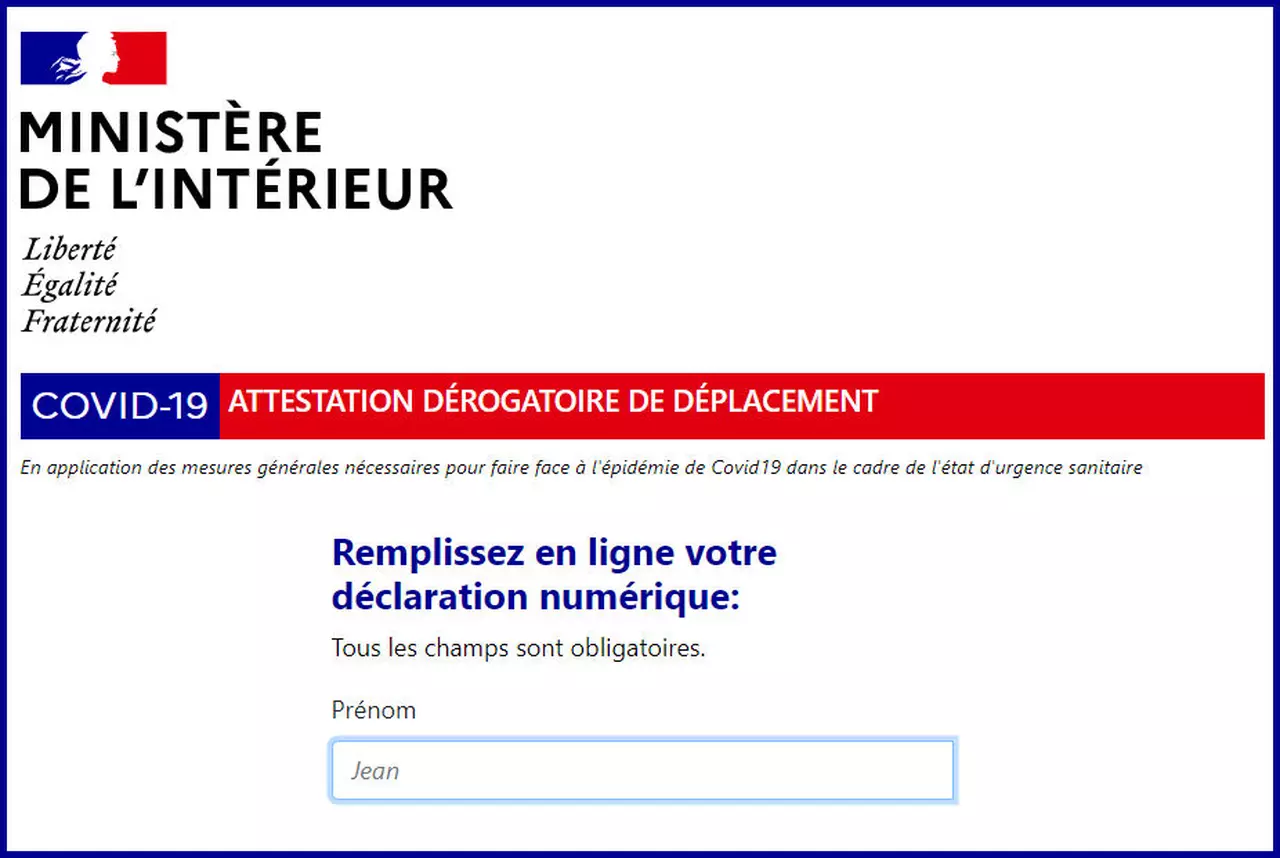 MINISTÈRE
DE L'INTÉRIEUR
Liberté
Égalité
Fraternité
COVID-19 ATTESTATION DÉROGATOIRE DE DÉPLACEMENT
En application des mesures générales nécessaires pour faire face à l'épidémie de Covid19 dans le cadre de l'état d'urgence sanitaire
Remplissez en ligne votre
déclaration numérique:
Tous les champs sont obligatoires.
Prénom
Jean